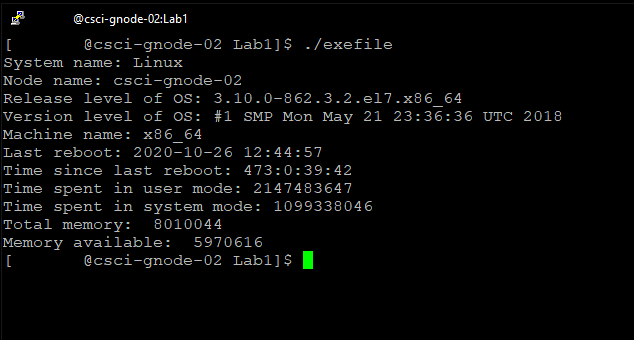 @csci-gnode-02:Lab1
[ @csci-gnode-02 Lab1]$ ./exefile
System name: Linux
Node name: csci-gnode-02
Release level of OS: 3.10.0-862.3.2.el7.x86_64
Version level of OS: #1 SMP Mon May 21 23:36:36 UTC 2018
Machine name: x86_64
Last reboot: 2020-10-26 12:44:57
Time since last reboot: 473:0:39:42
Time spent in user mode: 2147483647
Time spent in system mode: 1099338046
Total memory:  8010044
Memory available:  5970616
[ @csci-gnode-02 Lab1]$